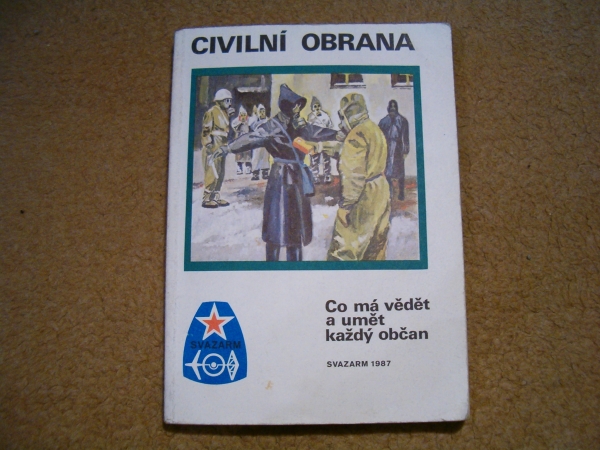 CIVILNÍ OBRANA
Co má vědět
a umět
každý občan
SVAZARM
SVAZARM 1987